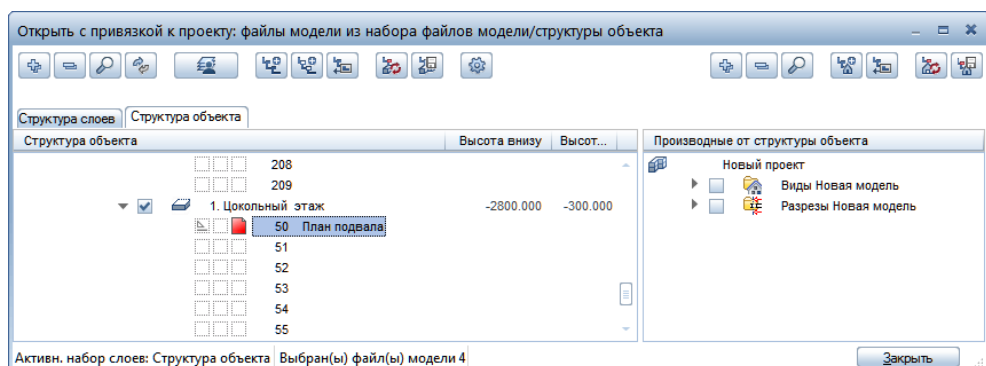 Открыть с привязкой к проекту: файлы модели из набора файлов модели/структуры объекта
Структура слоев Структура объекта
Структура объекта Высота внизу Высот... Производные от структуры объекта
208 Новый проект
209 Виды Новая модель
1. Цокольный этаж -2800.000 -300.000 Разрезы Новая модель
50 План подвала
51
52
53
54
55
Активн. набор слоев: Структура объекта Выбран(ы) файл(ы) модели 4 Закрыть